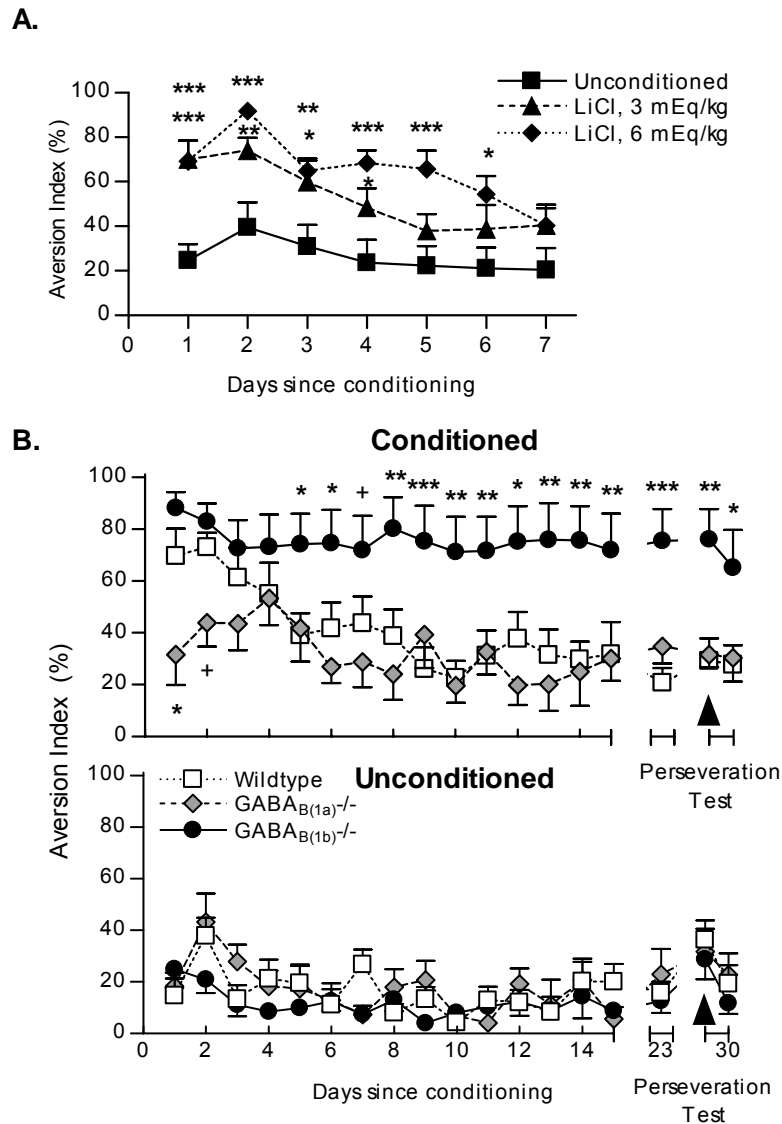 A.
Aversion Index (%)
100
80
60
40
20
0
*** *** ** *** *** *
*** ** * *
Unconditioned
LiCl, 3 mEq/kg
LiCl, 6 mEq/kg
0 1 2 3 4 5 6 7
Days since conditioning
B.
Conditioned
Aversion Index (%)
100
80
60
40
20
0
* * + ** *** ** ** * ** ** ** *** ** *
+
*
Perseveration
Test
Unconditioned
Wildtype
GABAB(1a)-/-
GABAB(1b)-/-
100
80
60
40
20
0
0 2 4 6 8 10 12 14 23 30
Days since conditioning
Perseveration
Test